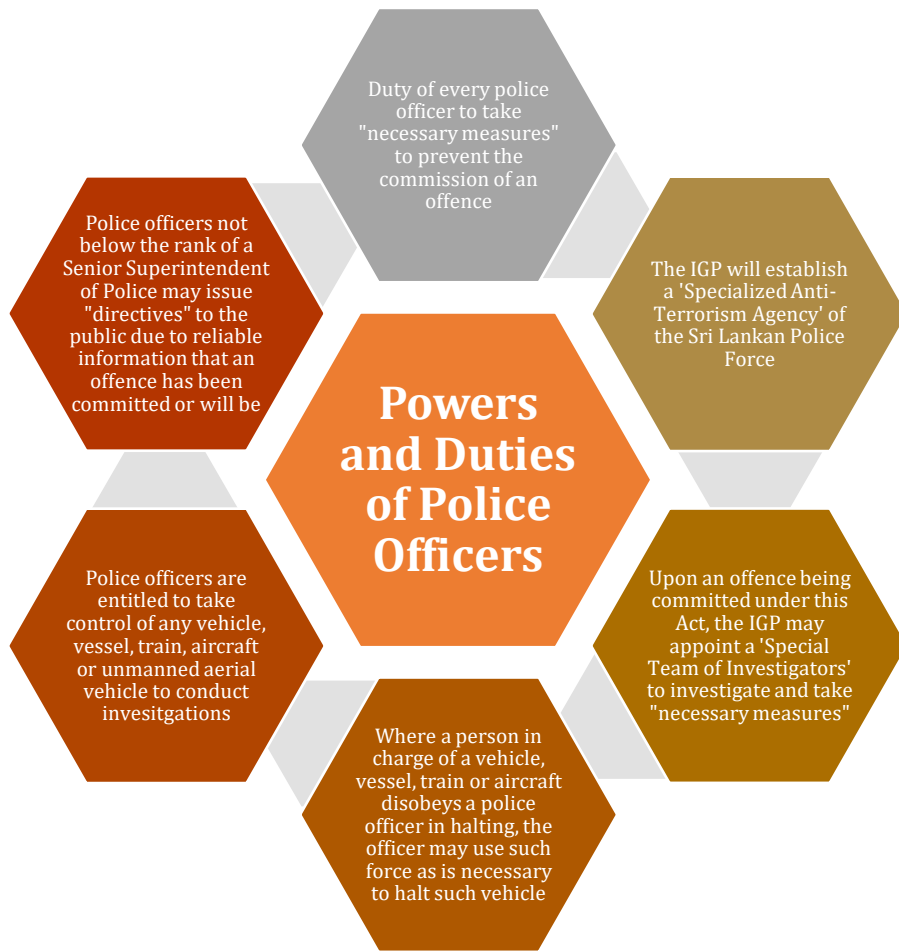 Duty of every police
officer to take
"necessary measures"
to prevent the
commission of an
offence
Police officers not
below the rank of a
Senior Superintendent
of Police may issue
"directives" to the
public due to reliable
information that an
offence has been
committed or will be
The IGP will establish
a 'Specialized Anti-
Terrorism Agency' of
the Sri Lankan Police
Force
Powers
and Duties
of Police
Officers
Police officers are
entitled to take
control of any vehicle,
vessel, train, aircraft
or unmanned aerial
vehicle to conduct
invesitgations
Upon an offence being
committed under this
Act, the IGP may
appoint a 'Special
Team of Investigators'
to investigate and take
"necessary measures"
Where a person in
charge of a vehicle,
vessel, train or aircraft
disobeys a police
officer in halting, the
officer may use such
force as is necessary
to halt such vehicle